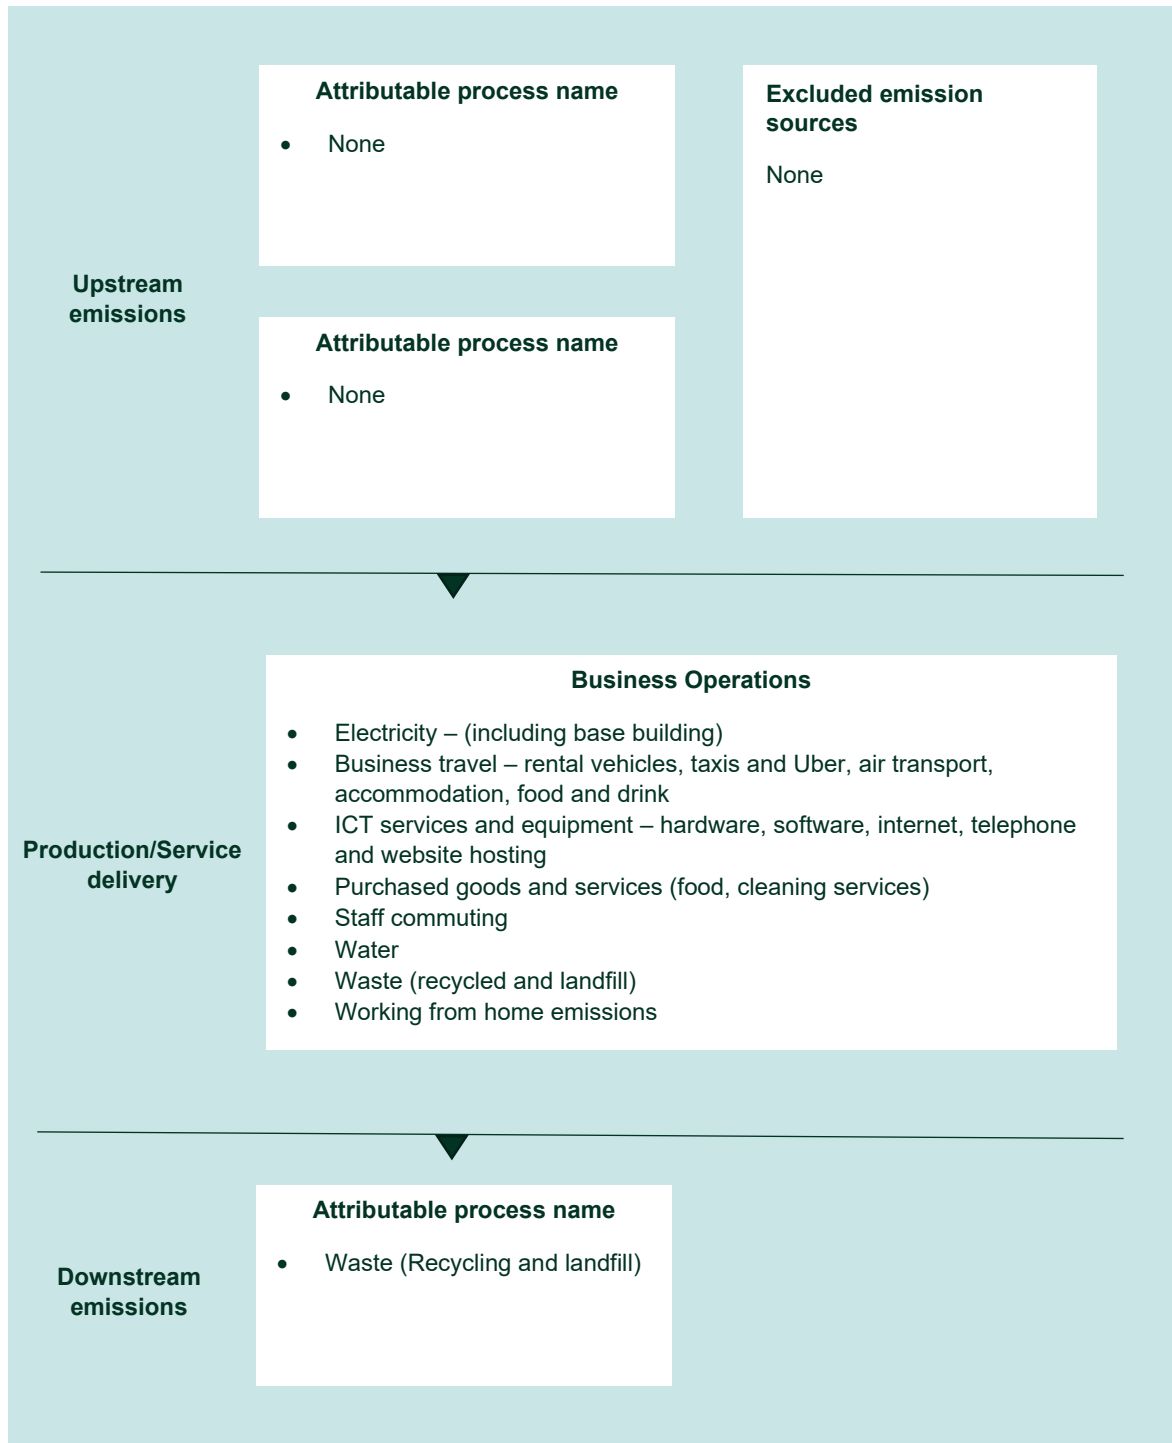 Attributable process name
• None
Excluded emission
sources
None
Upstream
emissions
Attributable process name
• None
Business Operations
• Electricity – (including base building)
• Business travel – rental vehicles, taxis and Uber, air transport,
accommodation, food and drink
• ICT services and equipment – hardware, software, internet, telephone
and website hosting
• Purchased goods and services (food, cleaning services)
• Staff commuting
• Water
• Waste (recycled and landfill)
• Working from home emissions
Production/Service
delivery
Attributable process name
• Waste (Recycling and landfill)
Downstream
emissions